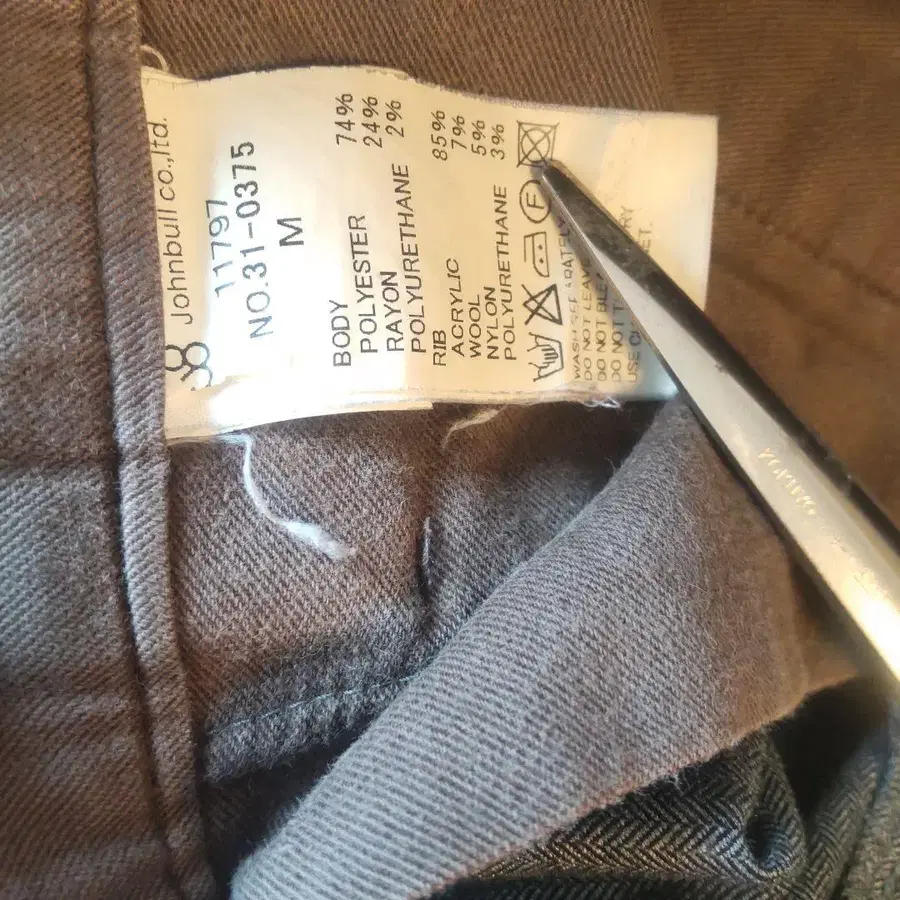 Johnbull co.,ltd.
11797
NO.31-0375
M
BODY
POLYESTER 74%
RAYON 24%
POLYURETHANE 2%
RIB
ACRYLIC 85%
WOOL 7%
NYLON 5%
POLYURETHANE 3%
F
WASH SEPARATELY
DO NOT LEAVE
DO NOT
DO NOT
USE